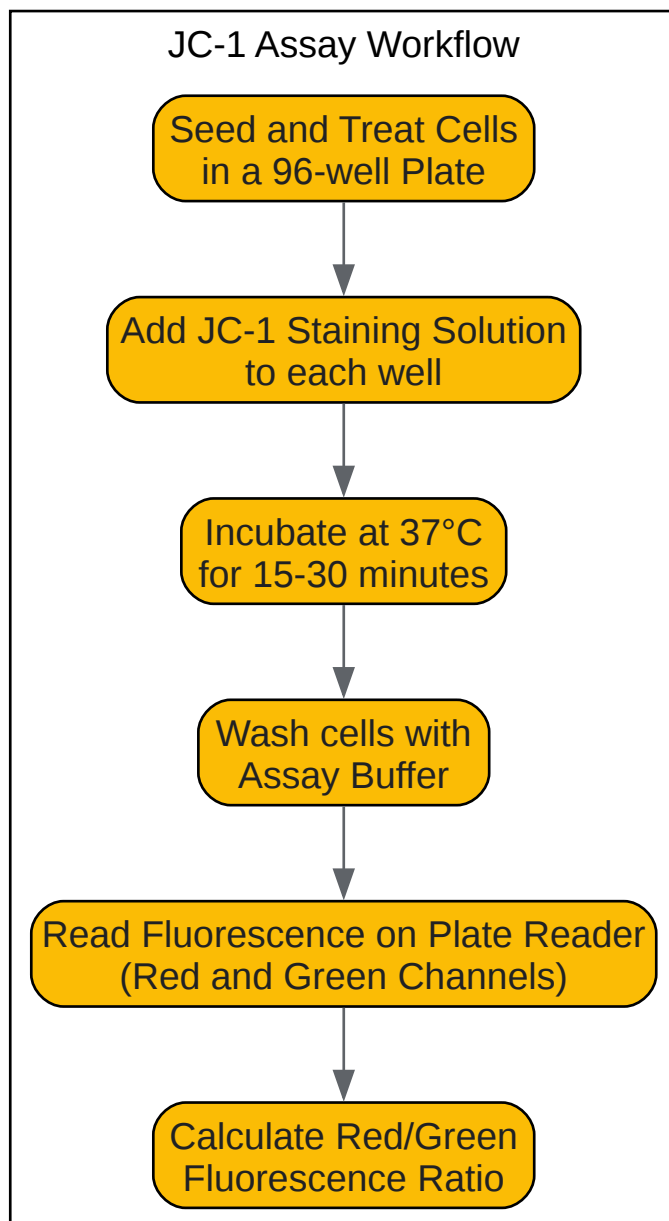 JC-1 Assay Workflow
Seed and Treat Cells
in a 96-well Plate
Add JC-1 Staining Solution
to each well
Incubate at 37°C
for 15-30 minutes
Wash cells with
Assay Buffer
Read Fluorescence on Plate Reader
(Red and Green Channels)
Calculate Red/Green
Fluorescence Ratio